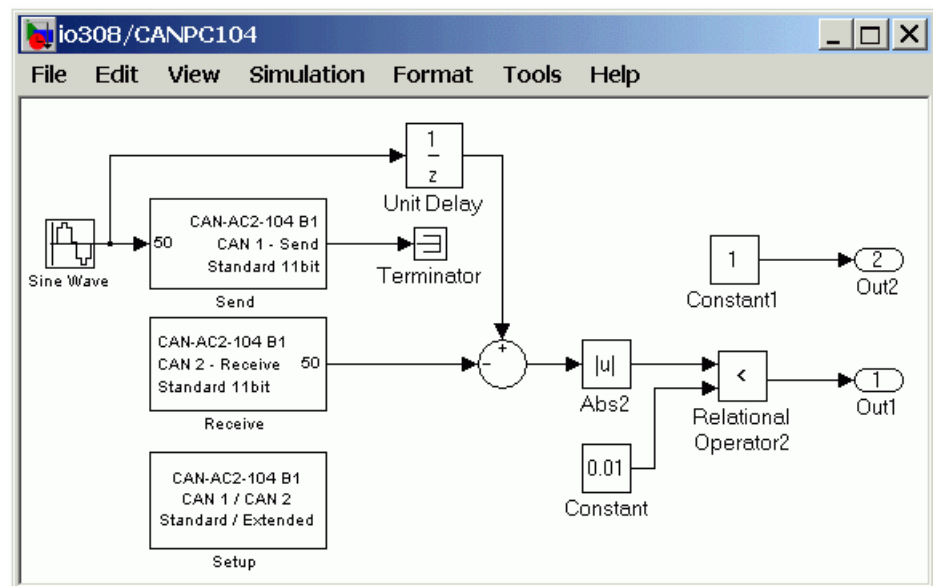 io308/CANPC104
File Edit View Simulation Format Tools Help
1
z
Unit Delay
Sine Wave
50
CAN-AC2-104 B1
CAN 1 - Send
Standard 11bit
Send
Terminator
1
Constant1
2
Out2
CAN-AC2-104 B1
CAN 2 - Receive 50
Standard 11bit
Receive
+
-
|u|
Abs2
<
Relational
Operator2
1
Out1
0.01
Constant
CAN-AC2-104 B1
CAN 1 / CAN 2
Standard / Extended
Setup